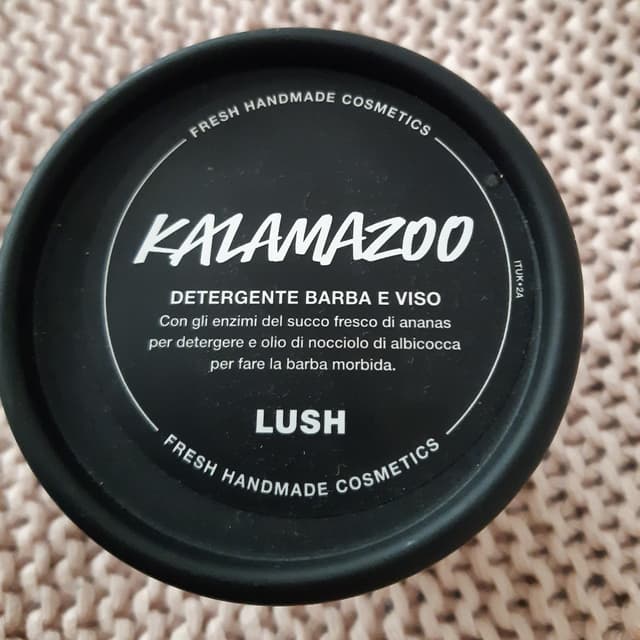 FRESH HANDMADE COSMETICS
KALAMAZOO
ITUK•2A
DETERGENTE BARBA E VISO
Con gli enzimi del succo fresco di ananas
per detergere e olio di nocciolo di albicocca
per fare la barba morbida.
LUSH
FRESH HANDMADE COSMETICS